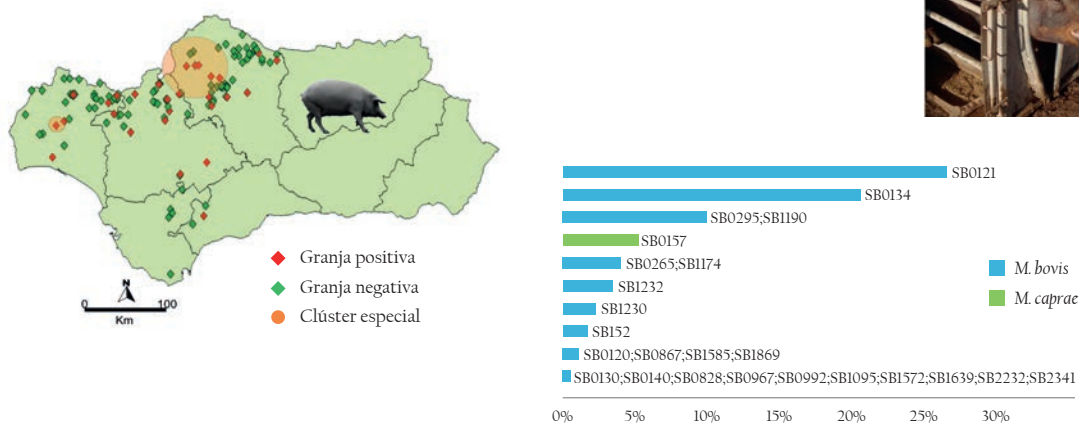 Granja positiva
Granja negativa
Clúster especial
N
0 100
Km
SB0121
SB0134
SB0295;SB1190
SB0157
SB0265;SB1174
SB1232
SB1230
SB152
SB0120;SB0867;SB1585;SB1869
SB0130;SB0140;SB0828;SB0967;SB0992;SB1095;SB1572;SB1639;SB2232;SB2341
M. bovis
M. caprae
0% 5% 10% 15% 20% 25% 30%